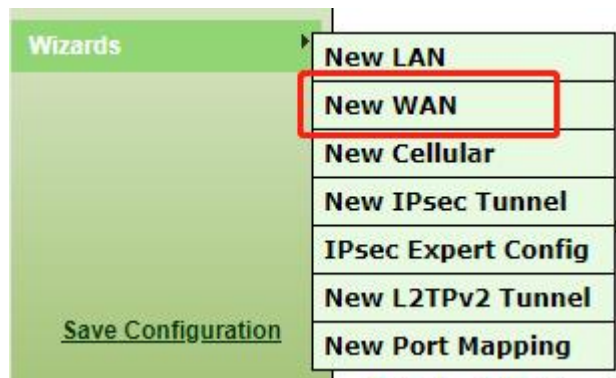 Wizards
New LAN
New WAN
New Cellular
New IPsec Tunnel
IPsec Expert Config
New L2TPv2 Tunnel
New Port Mapping
Save Configuration